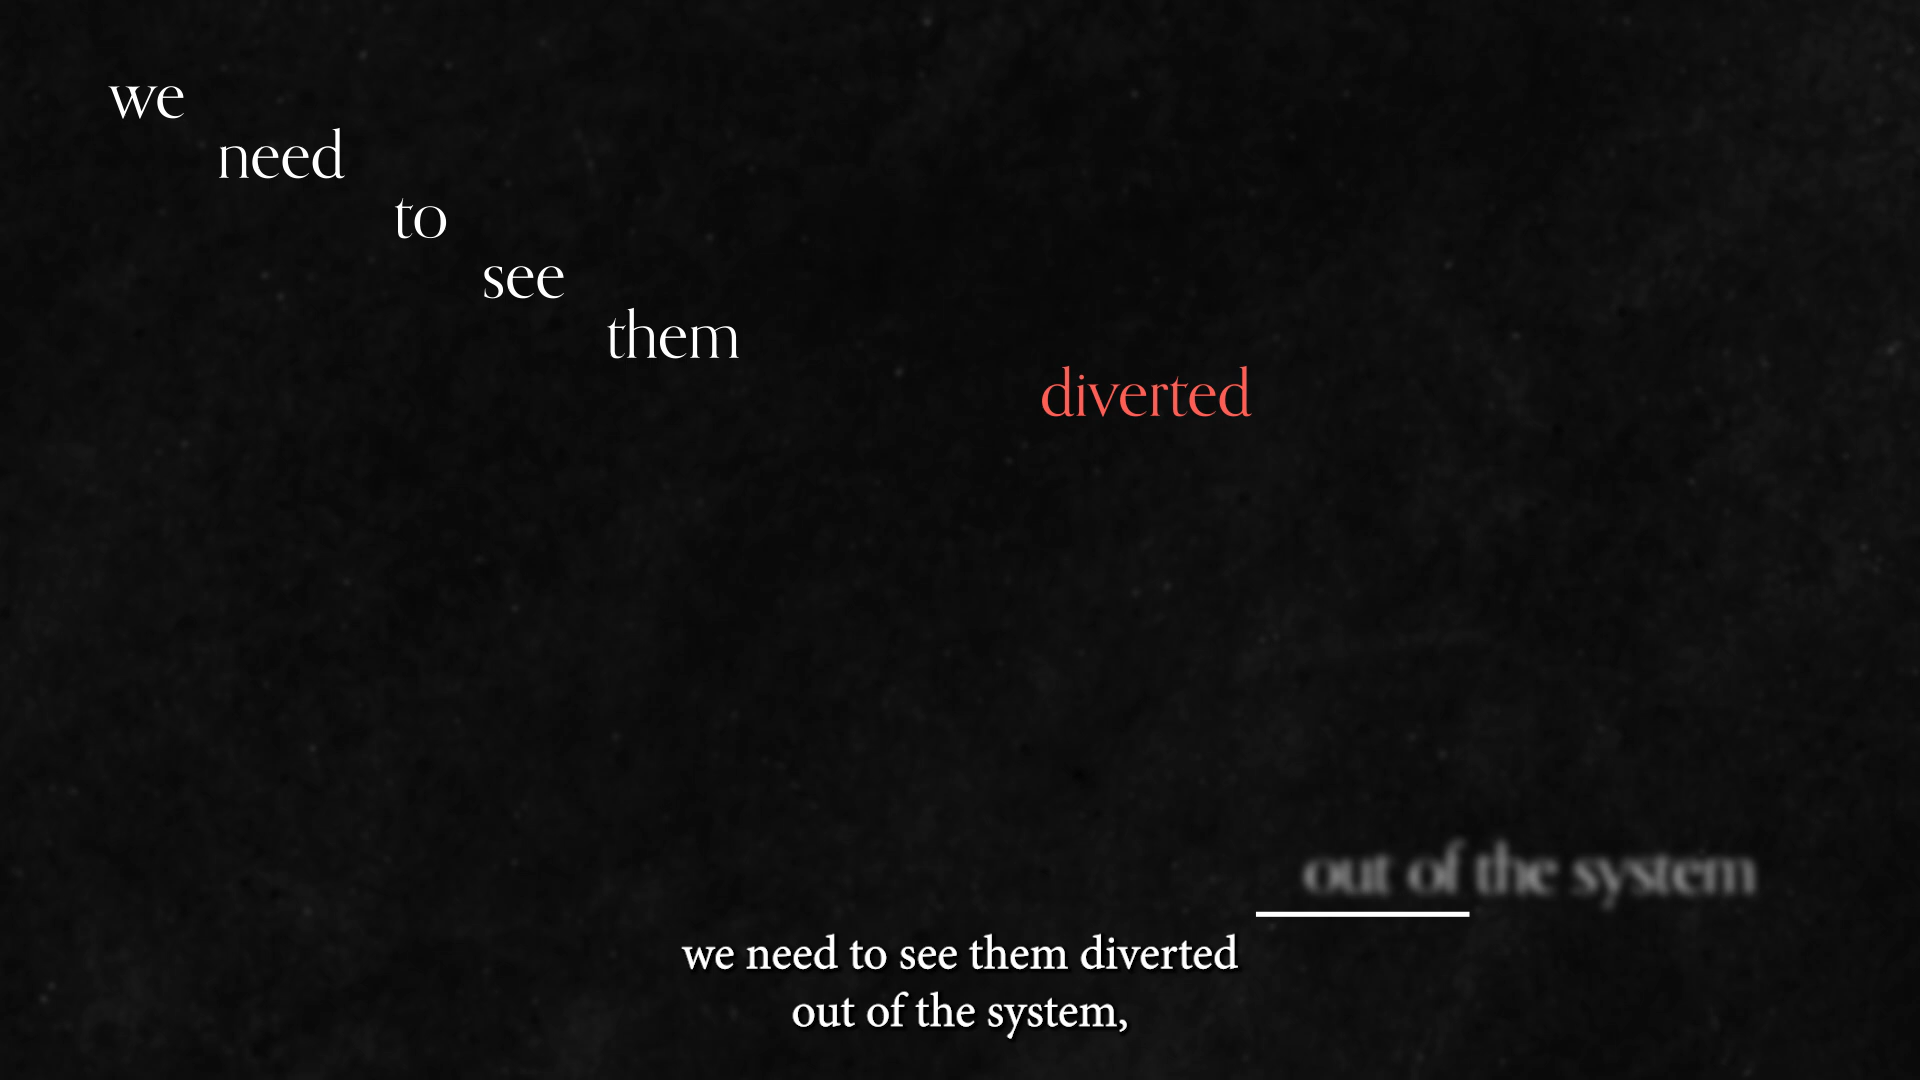 we
need
to
see
them
diverted
out of the system
we need to see them diverted
out of the system,